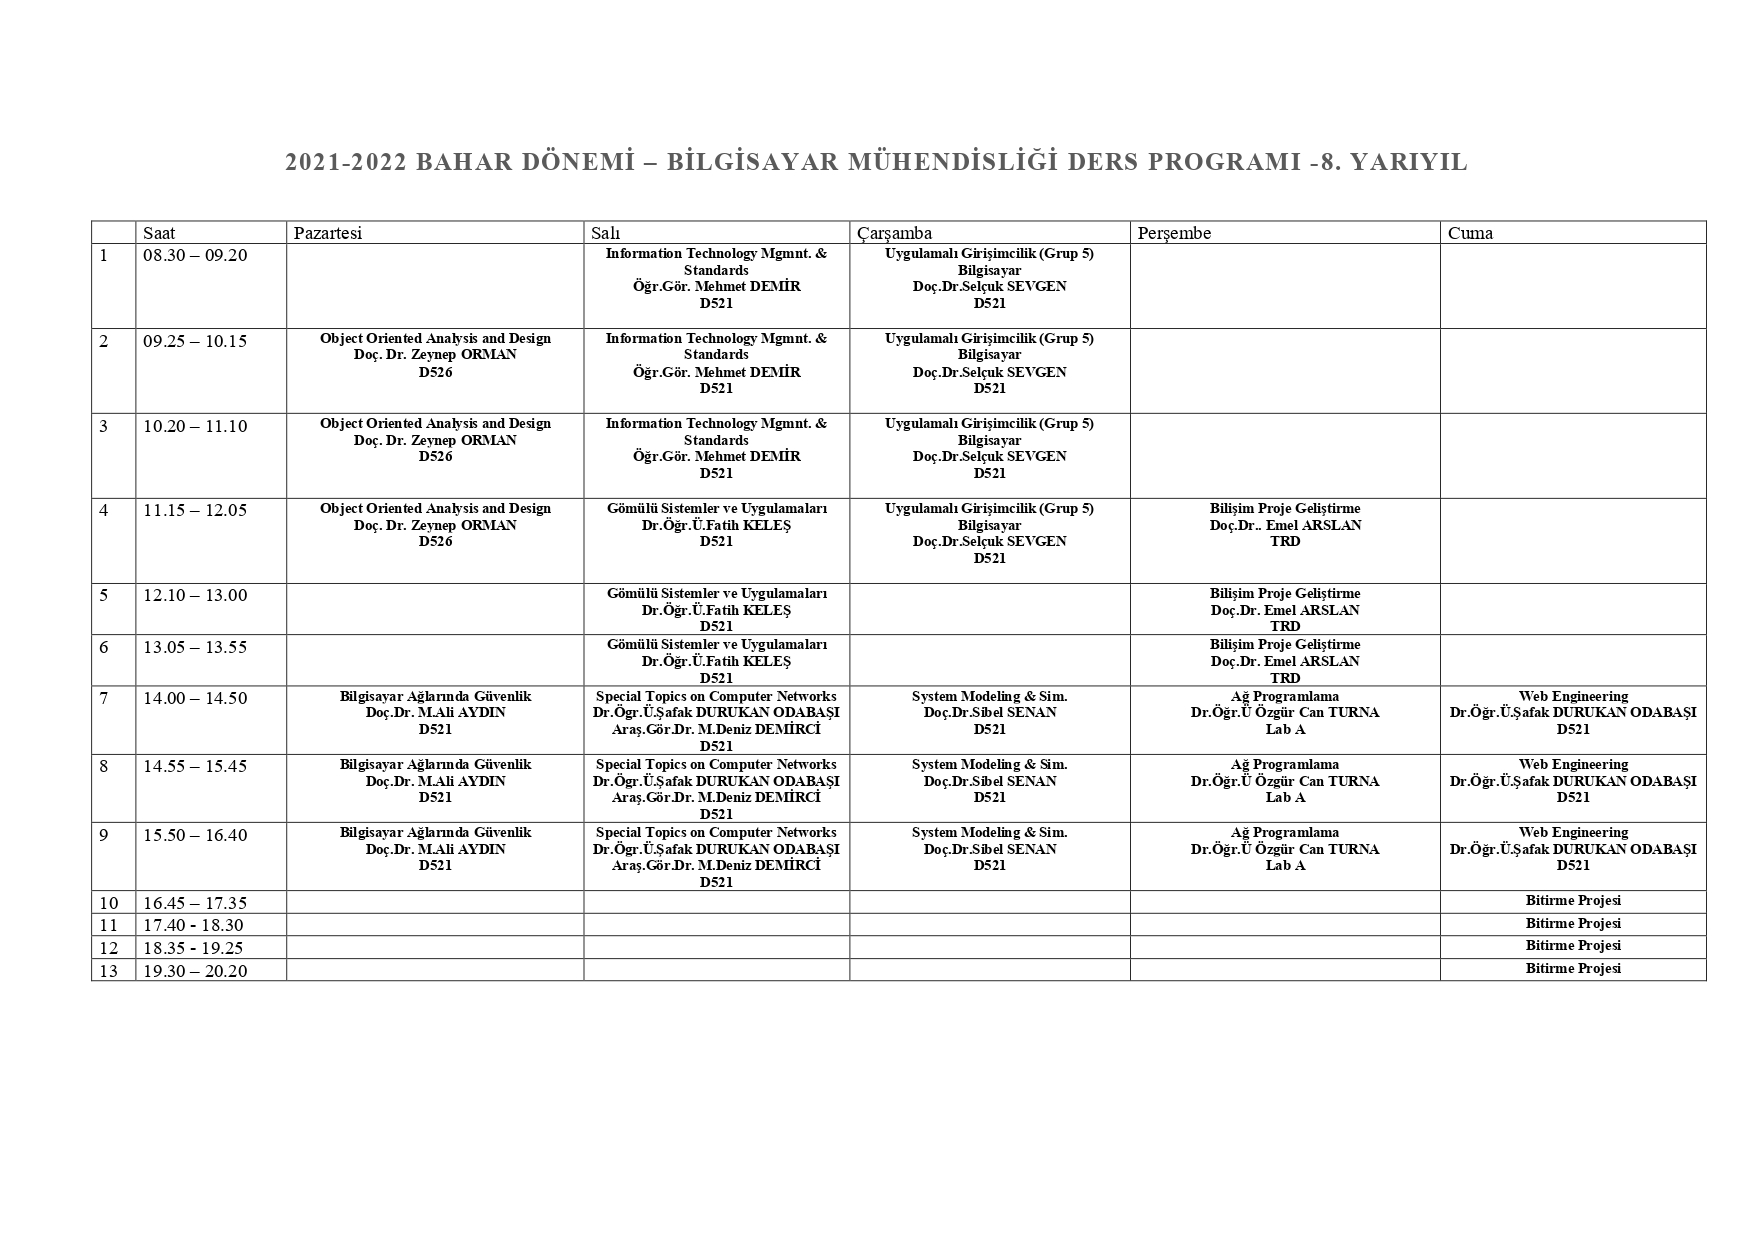 2021-2022 BAHAR DÖNEMİ – BİLGİSAYAR MÜHENDİSLİĞİ DERS PROGRAMI -8. YARIYIL
Saat Pazartesi Salı Çarşamba Perşembe Cuma
1 08.30 – 09.20
Information Technology Mgmnt. &
Standards
Öğr.Gör. Mehmet DEMİR
D521
Uygulamalı Girişimcilik (Grup 5)
Bilgisayar
Doç.Dr.Selçuk SEVGEN
D521
2 09.25 – 10.15
Object Oriented Analysis and Design
Doç. Dr. Zeynep ORMAN
D526
Information Technology Mgmnt. &
Standards
Öğr.Gör. Mehmet DEMİR
D521
Uygulamalı Girişimcilik (Grup 5)
Bilgisayar
Doç.Dr.Selçuk SEVGEN
D521
3 10.20 – 11.10
Object Oriented Analysis and Design
Doç. Dr. Zeynep ORMAN
D526
Information Technology Mgmnt. &
Standards
Öğr.Gör. Mehmet DEMİR
D521
Uygulamalı Girişimcilik (Grup 5)
Bilgisayar
Doç.Dr.Selçuk SEVGEN
D521
4 11.15 – 12.05
Object Oriented Analysis and Design
Doç. Dr. Zeynep ORMAN
D526
Gömülü Sistemler ve Uygulamaları
Dr.Öğr.Ü.Fatih KELEŞ
D521
Uygulamalı Girişimcilik (Grup 5)
Bilgisayar
Doç.Dr.Selçuk SEVGEN
D521
Bilişim Proje Geliştirme
Doç.Dr.. Emel ARSLAN
TRD
5 12.10 – 13.00
Gömülü Sistemler ve Uygulamaları
Dr.Öğr.Ü.Fatih KELEŞ
D521
Bilişim Proje Geliştirme
Doç.Dr. Emel ARSLAN
TRD
6 13.05 – 13.55
Gömülü Sistemler ve Uygulamaları
Dr.Öğr.Ü.Fatih KELEŞ
D521
Bilişim Proje Geliştirme
Doç.Dr. Emel ARSLAN
TRD
7 14.00 – 14.50
Bilgisayar Ağlarında Güvenlik
Doç.Dr. M.Ali AYDIN
D521
Special Topics on Computer Networks
Dr.Ögr.Ü.Şafak DURUKAN ODABAŞI
Araş.Gör.Dr. M.Deniz DEMİRCİ
D521
System Modeling & Sim.
Doç.Dr.Sibel SENAN
D521
Ağ Programlama
Dr.Öğr.Ü Özgür Can TURNA
Lab A
Web Engineering
Dr.Öğr.Ü.Şafak DURUKAN ODABAŞI
D521
8 14.55 – 15.45
Bilgisayar Ağlarında Güvenlik
Doç.Dr. M.Ali AYDIN
D521
Special Topics on Computer Networks
Dr.Ögr.Ü.Şafak DURUKAN ODABAŞI
Araş.Gör.Dr. M.Deniz DEMİRCİ
D521
System Modeling & Sim.
Doç.Dr.Sibel SENAN
D521
Ağ Programlama
Dr.Öğr.Ü Özgür Can TURNA
Lab A
Web Engineering
Dr.Öğr.Ü.Şafak DURUKAN ODABAŞI
D521
9 15.50 – 16.40
Bilgisayar Ağlarında Güvenlik
Doç.Dr. M.Ali AYDIN
D521
Special Topics on Computer Networks
Dr.Ögr.Ü.Şafak DURUKAN ODABAŞI
Araş.Gör.Dr. M.Deniz DEMİRCİ
D521
System Modeling & Sim.
Doç.Dr.Sibel SENAN
D521
Ağ Programlama
Dr.Öğr.Ü Özgür Can TURNA
Lab A
Web Engineering
Dr.Öğr.Ü.Şafak DURUKAN ODABAŞI
D521
10 16.45 – 17.35 Bitirme Projesi
11 17.40 - 18.30 Bitirme Projesi
12 18.35 - 19.25 Bitirme Projesi
13 19.30 – 20.20 Bitirme Projesi